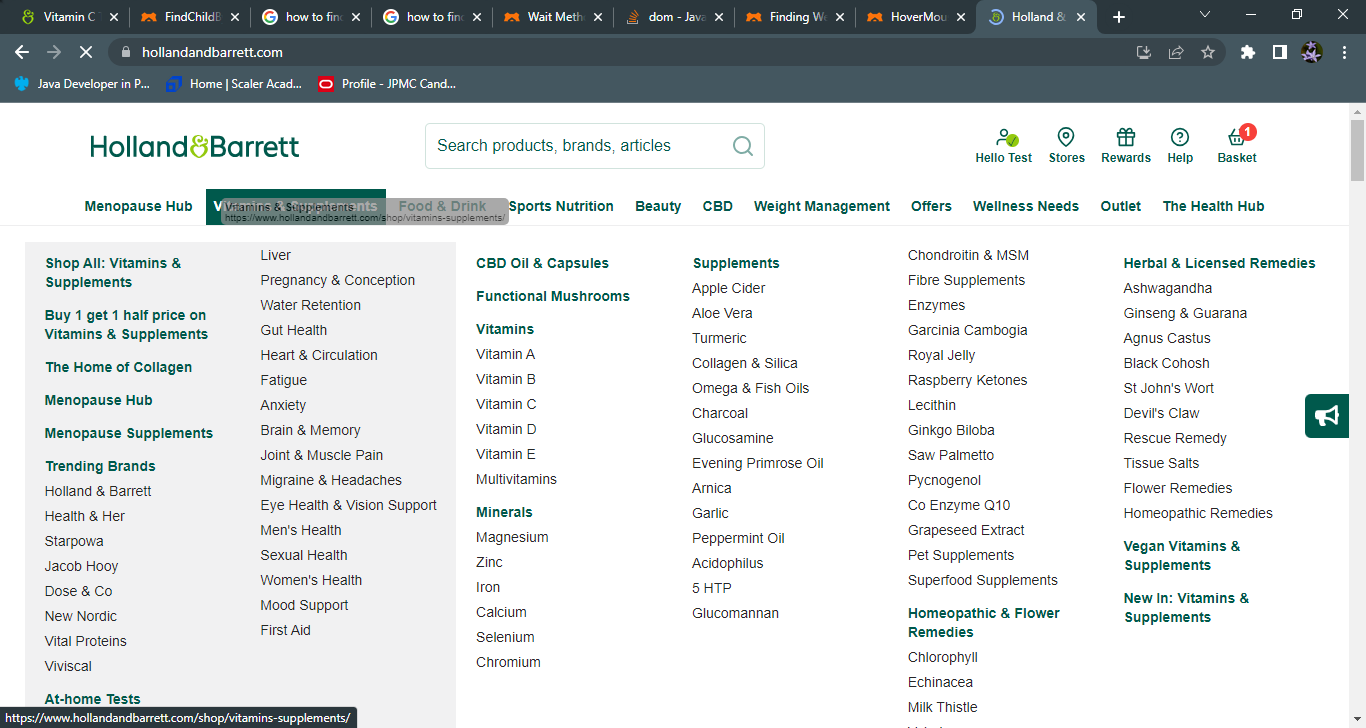 Vitamin C T
FindChildB
how to find
how to find
Wait Meth
dom - Java
Finding We
HoverMou
Holland &
hollandandbarrett.com
Java Developer in P...
Home | Scaler Acad...
Profile - JPMC Cand...
Holland&Barrett
Search products, brands, articles
Hello Test
Stores
Rewards
Help
1
Basket
Menopause Hub
Vitamins & Supplements
Food & Drink
Sports Nutrition
Beauty
CBD
Weight Management
Offers
Wellness Needs
Outlet
The Health Hub
Vitamins & Supplements
https://www.hollandandbarrett.com/shop/vitamins-supplements/
Shop All: Vitamins &
Supplements
Buy 1 get 1 half price on
Vitamins & Supplements
The Home of Collagen
Menopause Hub
Menopause Supplements
Trending Brands
Holland & Barrett
Health & Her
Starpowa
Jacob Hooy
Dose & Co
New Nordic
Vital Proteins
Viviscal
At-home Tests
Liver
Pregnancy & Conception
Water Retention
Gut Health
Heart & Circulation
Fatigue
Anxiety
Brain & Memory
Joint & Muscle Pain
Migraine & Headaches
Eye Health & Vision Support
Men's Health
Sexual Health
Women's Health
Mood Support
First Aid
CBD Oil & Capsules
Functional Mushrooms
Vitamins
Vitamin A
Vitamin B
Vitamin C
Vitamin D
Vitamin E
Multivitamins
Minerals
Magnesium
Zinc
Iron
Calcium
Selenium
Chromium
Supplements
Apple Cider
Aloe Vera
Turmeric
Collagen & Silica
Omega & Fish Oils
Charcoal
Glucosamine
Evening Primrose Oil
Arnica
Garlic
Peppermint Oil
Acidophilus
5 HTP
Glucomannan
Chondroitin & MSM
Fibre Supplements
Enzymes
Garcinia Cambogia
Royal Jelly
Raspberry Ketones
Lecithin
Ginkgo Biloba
Saw Palmetto
Pycnogenol
Co Enzyme Q10
Grapeseed Extract
Pet Supplements
Superfood Supplements
Homeopathic & Flower
Remedies
Chlorophyll
Echinacea
Milk Thistle
Herbal & Licensed Remedies
Ashwagandha
Ginseng & Guarana
Agnus Castus
Black Cohosh
St John's Wort
Devil's Claw
Rescue Remedy
Tissue Salts
Flower Remedies
Homeopathic Remedies
Vegan Vitamins &
Supplements
New In: Vitamins &
Supplements
https://www.hollandandbarrett.com/shop/vitamins-supplements/